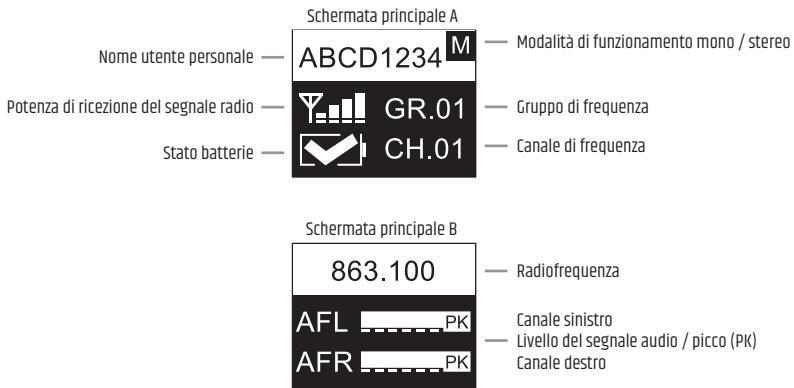 Schermata principale A
Nome utente personale
ABCD1234
M
Modalità di funzionamento mono / stereo
Potenza di ricezione del segnale radio
GR.01
Gruppo di frequenza
Stato batterie
CH.01
Canale di frequenza
Schermata principale B
863.100
Radiofrequenza
AFL
PK
Canale sinistro
Livello del segnale audio / picco (PK)
AFR
PK
Canale destro